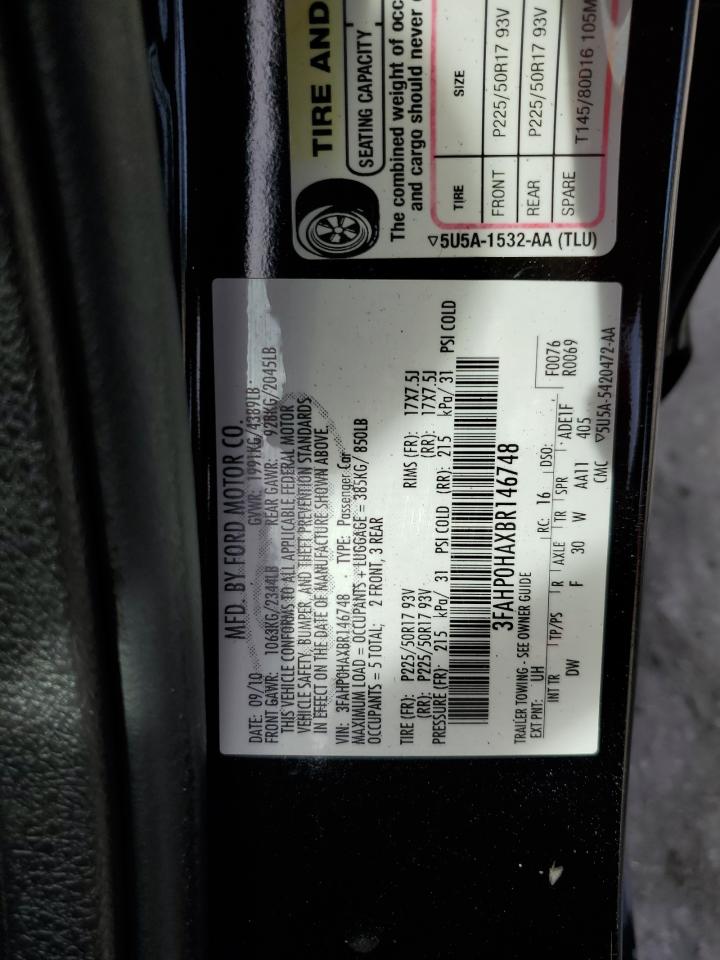 TIRE AND
SEATING CAPACITY
The combined weight of occ
and cargo should never
TIRE SIZE
FRONT P225/50R17 93V
REAR P225/50R17 93V
SPARE T145/80D16 105M
▽5U5A-1532-AA (TLU)
MFD. BY FORD MOTOR CO.
DATE: 09/10 GVWR: 1991KG/4389LB
FRONT GAWR: 1063KG/2344LB REAR GAWR: 928KG/2045LB
THIS VEHICLE CONFORMS TO ALL APPLICABLE FEDERAL MOTOR
VEHICLE SAFETY, BUMPER, AND THEFT PREVENTION STANDARDS
IN EFFECT ON THE DATE OF MANUFACTURE SHOWN ABOVE.
VIN: 3FAHP0HAXBR146748 TYPE: Passenger Car
MAXIMUM LOAD = OCCUPANTS + LUGGAGE = 385KG/ 850LB
OCCUPANTS = 5 TOTAL; 2 FRONT, 3 REAR
TIRE (FR): P225/50R17 93V RIMS (FR): 17X7.5J
(RR): P225/50R17 93V (RR): 17X7.5J
PRESSURE (FR): 215 kPa/ 31 PSI COLD (RR): 215 kPa/ 31 PSI COLD
3FAHP0HAXBR146748
TRAILER TOWING - SEE OWNER GUIDE
EXT PNT: UH RC: 16 DSO: F0076
R0069
INT TR TP/PS R AXLE TR SPR ADE1F
DW F 30 W AA11 405
CMC ▽5U5A-5420472-AA